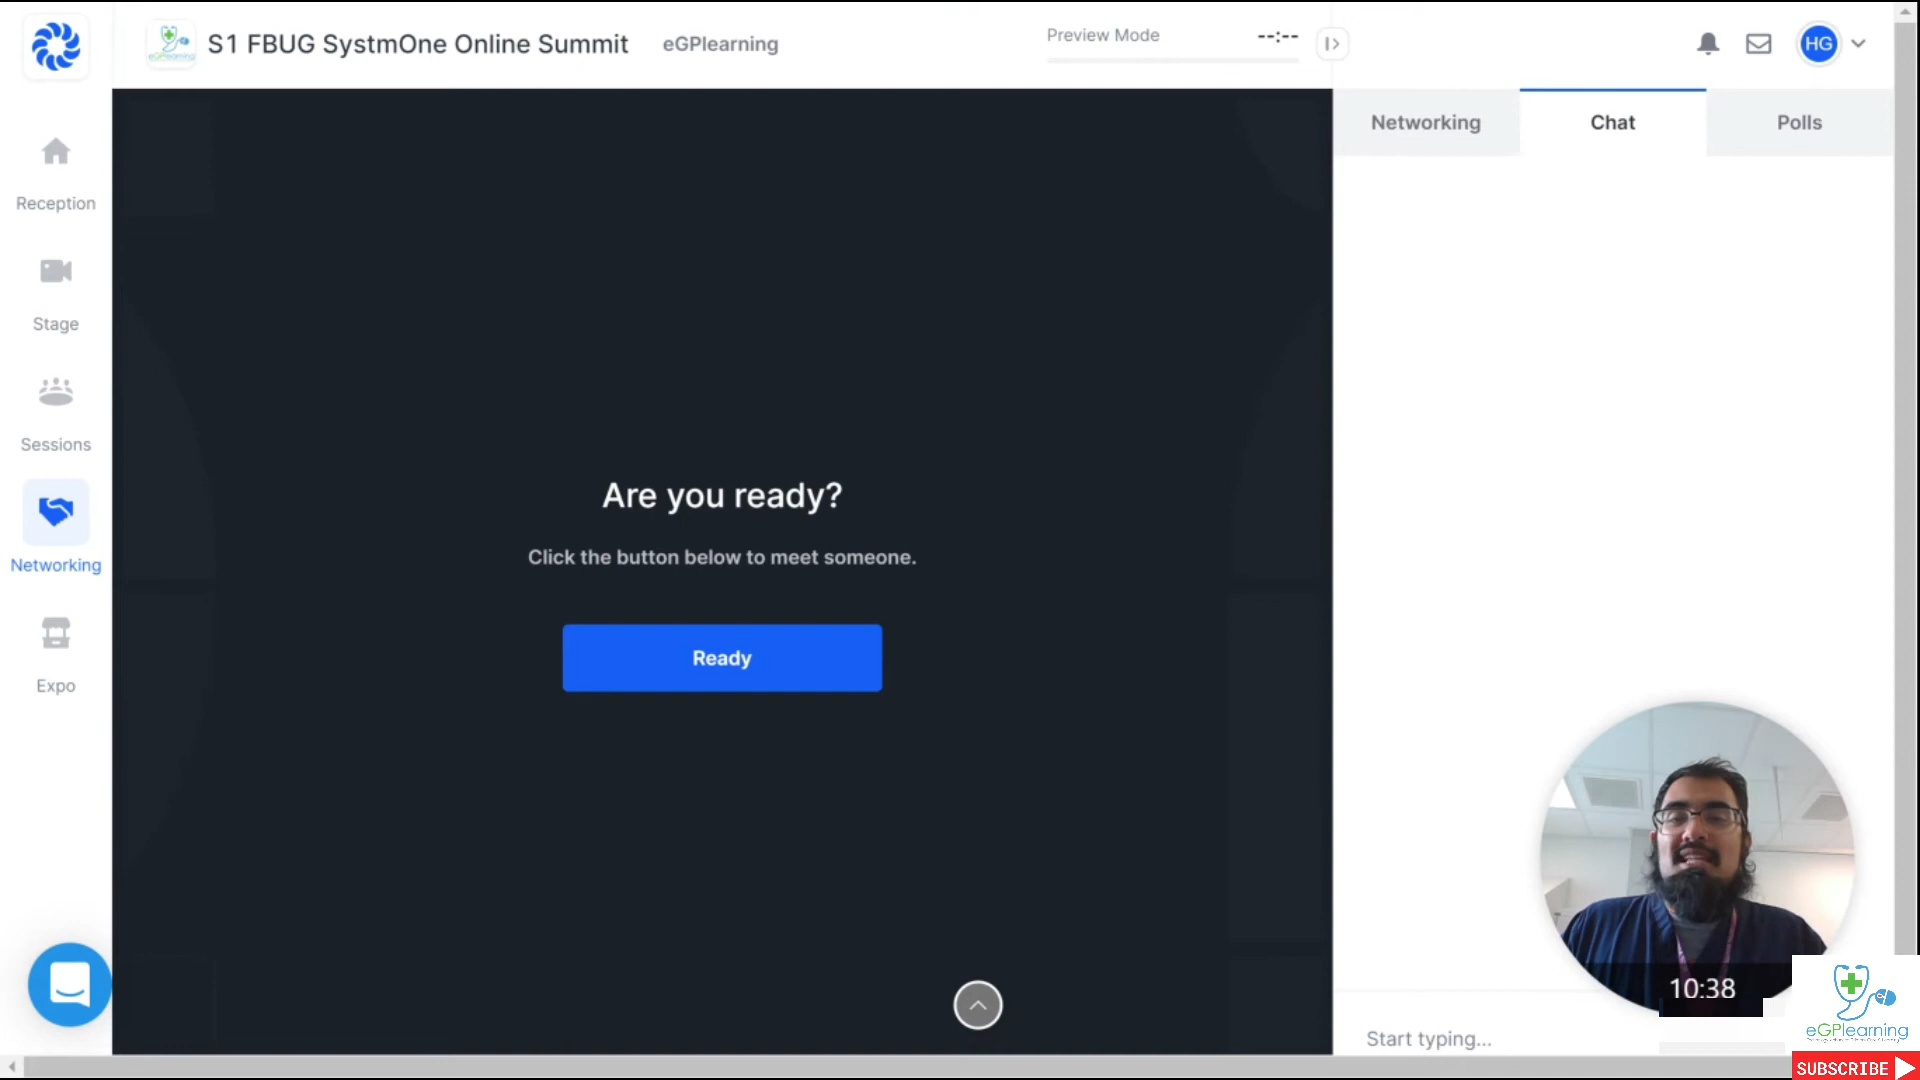 S1 FBUG SystmOne Online Summit
eGPlearning
Preview Mode
--:--
HG
Reception
Stage
Sessions
Networking
Expo
Networking
Chat
Polls
Are you ready?
Click the button below to meet someone.
Ready
10:38
Start typing...
eGPlearning
SUBSCRIBE